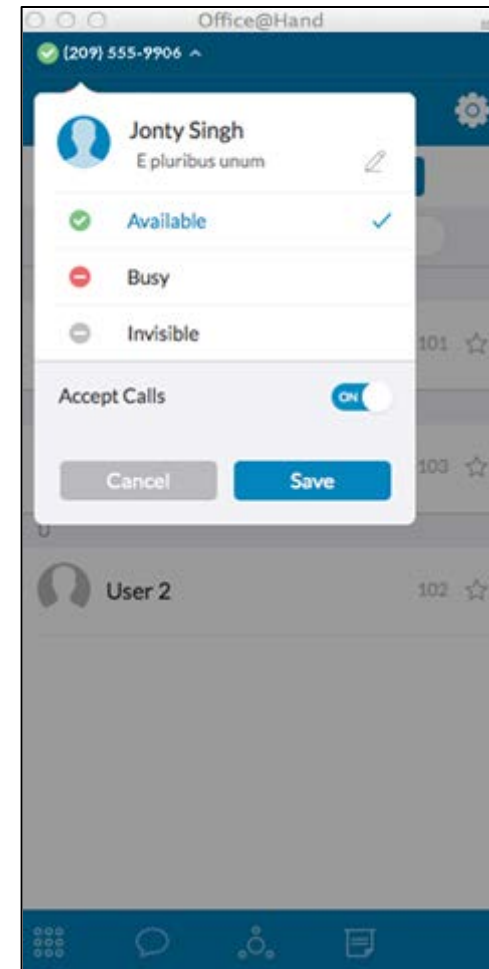 Office@Hand
(209) 555-9906
Jonty Singh
E pluribus unum
Available
Busy
Invisible
101
Accept Calls
ON
103
Cancel
Save
U
User 2
102